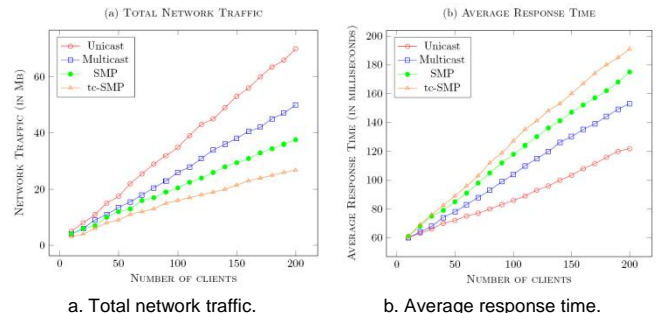 (a) Total Network Traffic
Network Traffic (in Mb)
60
40
20
0
Unicast
Multicast
SMP
tc-SMP
0
50
100
150
200
Number of clients
(b) Average Response Time
Average Response Time (in milliseconds)
200
180
160
140
120
100
80
60
Unicast
Multicast
SMP
tc-SMP
0
50
100
150
200
Number of clients
a. Total network traffic.
b. Average response time.